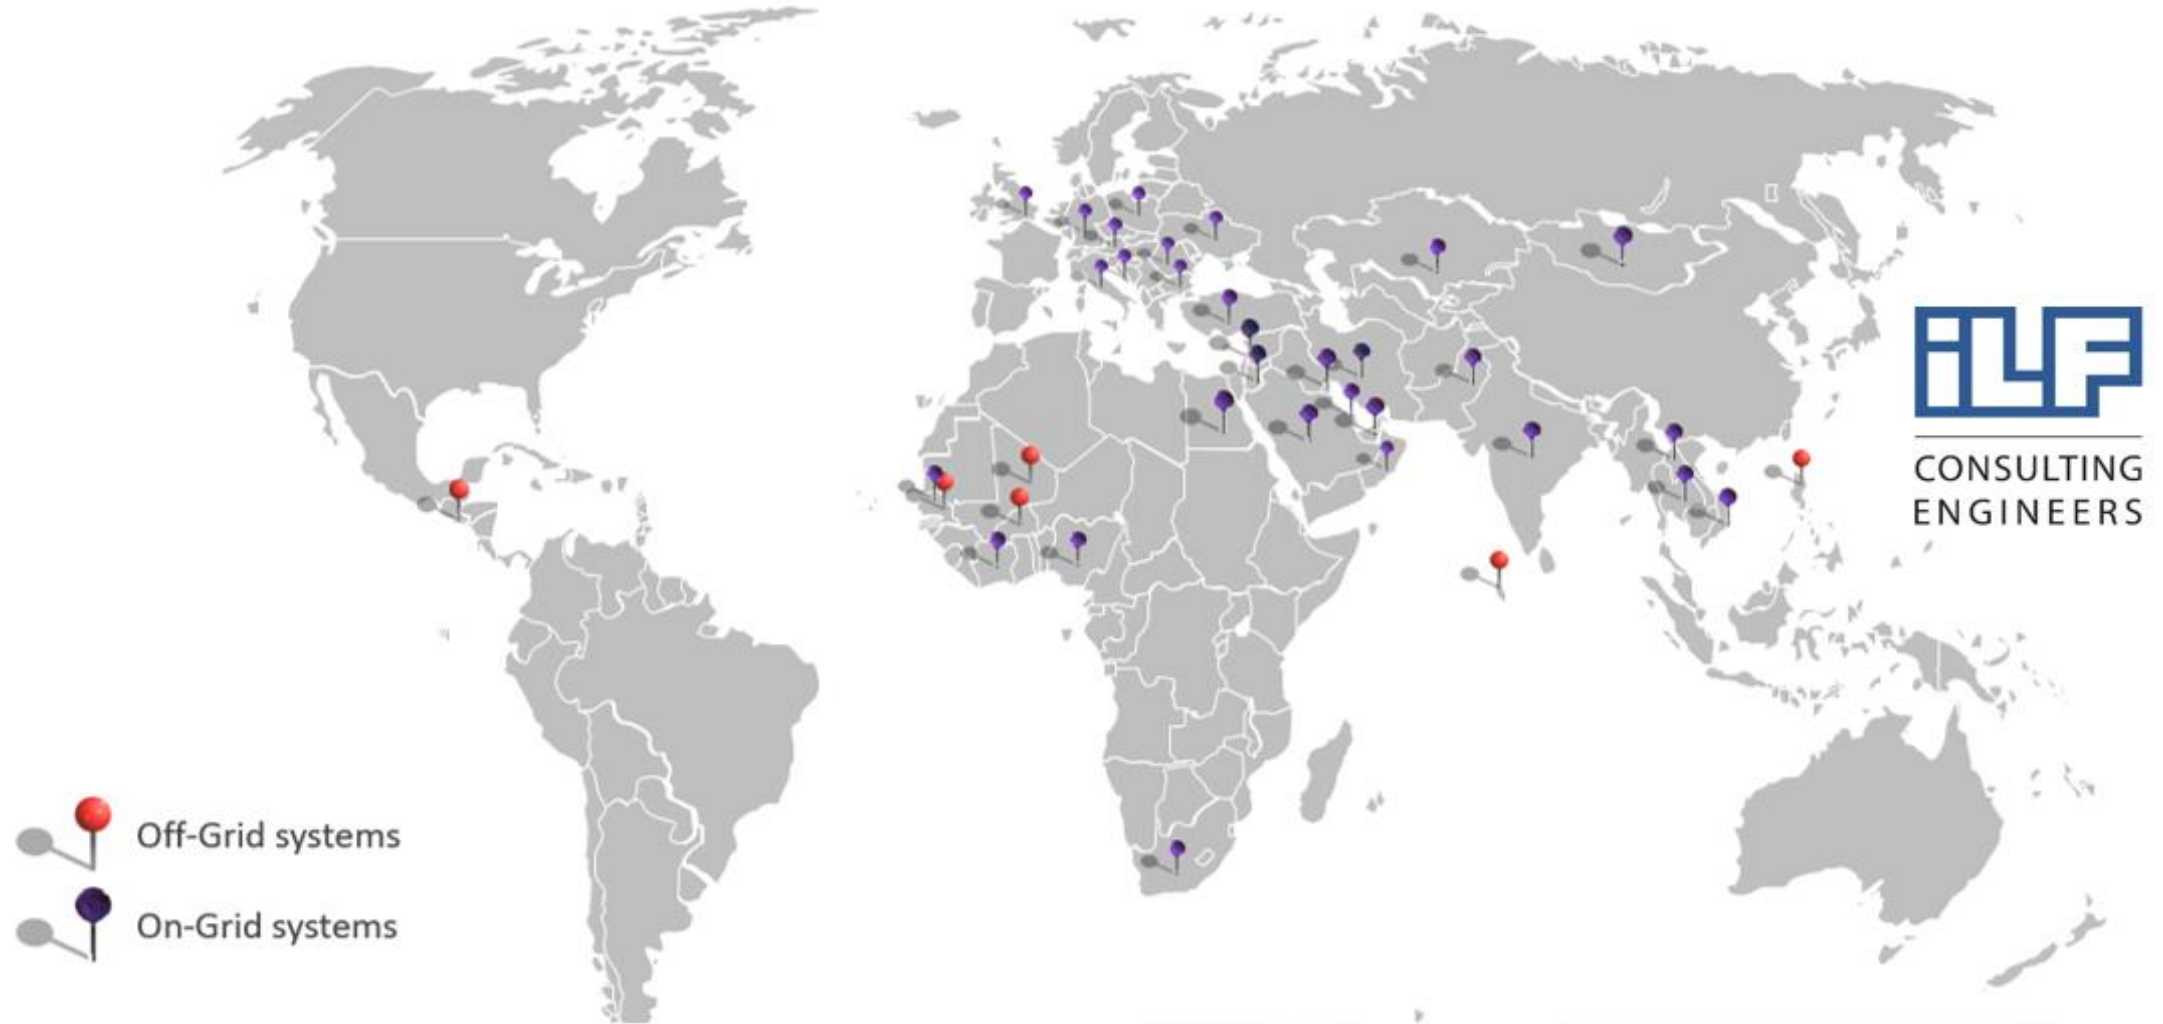 iLF
CONSULTING
ENGINEERS
Off-Grid systems
On-Grid systems